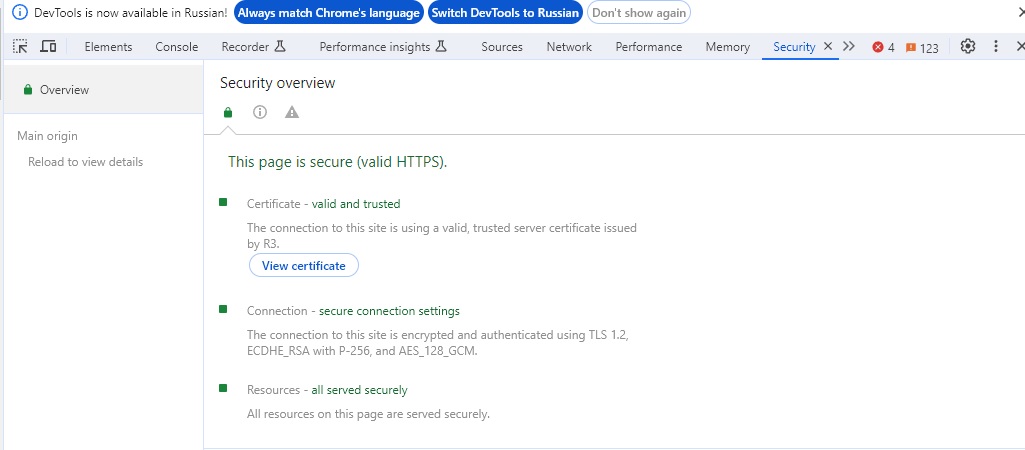 DevTools is now available in Russian! Always match Chrome's language Switch DevTools to Russian Don't show again
Elements Console Recorder Performance insights Sources Network Performance Memory Security 4 123
Overview
Main origin
Reload to view details
Security overview
This page is secure (valid HTTPS).
Certificate - valid and trusted
The connection to this site is using a valid, trusted server certificate issued
by R3.
View certificate
Connection - secure connection settings
The connection to this site is encrypted and authenticated using TLS 1.2,
ECDHE_RSA with P-256, and AES_128_GCM.
Resources - all served securely
All resources on this page are served securely.